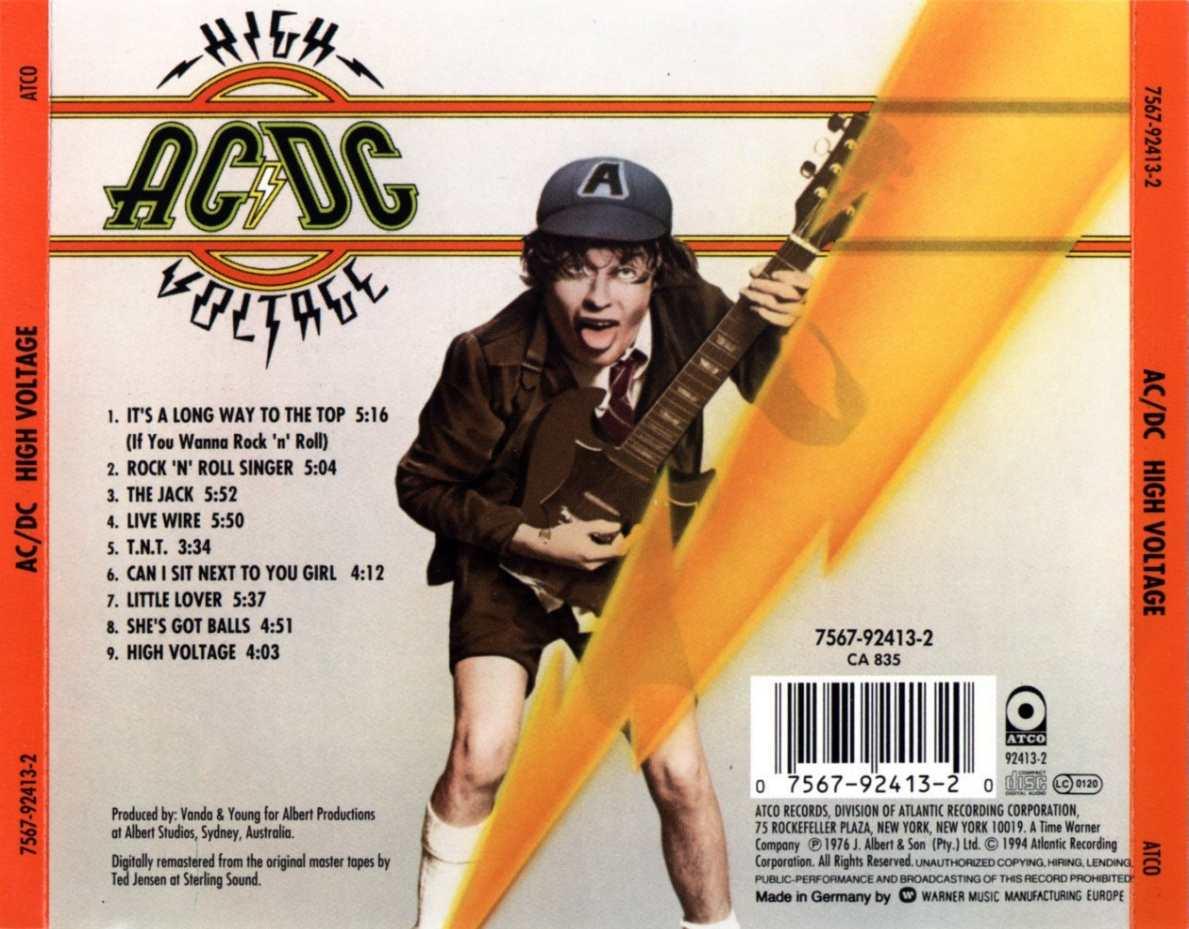 HIGH
AC/DC
VOLTAGE
1. IT'S A LONG WAY TO THE TOP 5:16
(If You Wanna Rock 'n' Roll)
2. ROCK 'N' ROLL SINGER 5:04
3. THE JACK 5:52
4. LIVE WIRE 5:50
5. T.N.T. 3:34
6. CAN I SIT NEXT TO YOU GIRL 4:12
7. LITTLE LOVER 5:37
8. SHE'S GOT BALLS 4:51
9. HIGH VOLTAGE 4:03
Produced by: Vanda & Young for Albert Productions
at Albert Studios, Sydney, Australia.
Digitally remastered from the original master tapes by
Ted Jensen at Sterling Sound.
A
7567-92413-2
CA 835
0 7567-92413-2 0
ATCO
92413-2
COMPACT
disc
DIGITAL AUDIO
LC 0120
ATCO RECORDS, DIVISION OF ATLANTIC RECORDING CORPORATION,
75 ROCKEFELLER PLAZA, NEW YORK, NEW YORK 10019. A Time Warner
Company ℗ 1976 J. Albert & Son (Pty.) Ltd. © 1994 Atlantic Recording
Corporation. All Rights Reserved. UNAUTHORIZED COPYING, HIRING, LENDING,
PUBLIC-PERFORMANCE AND BROADCASTING OF THIS RECORD PROHIBITED
Made in Germany by WARNER MUSIC MANUFACTURING EUROPE
7567-92413-2 AC/DC HIGH VOLTAGE ATCO
7567-92413-2 AC/DC HIGH VOLTAGE ATCO